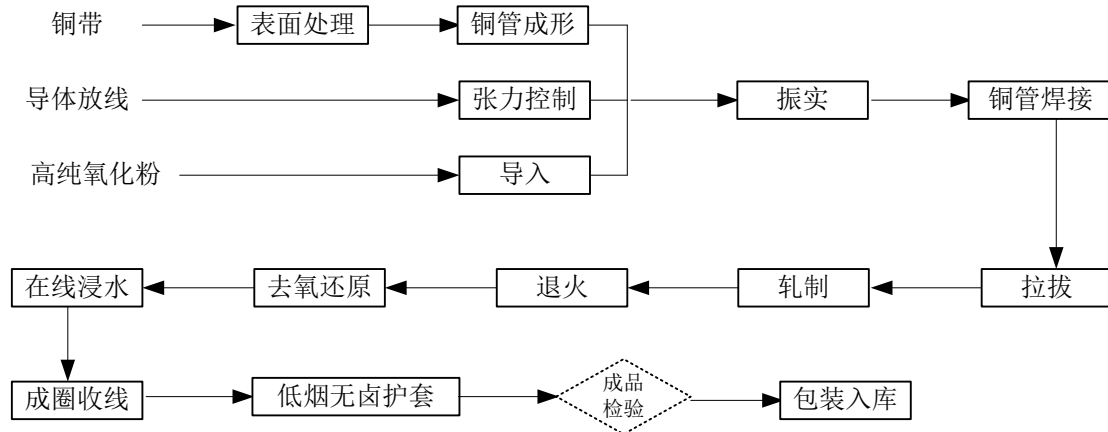 铜带
表面处理
铜管成形
导体放线
张力控制
振实
铜管焊接
高纯氧化粉
导入
在线浸水
去氧还原
退火
轧制
拉拔
成圈收线
低烟无卤护套
成品
检验
包装入库